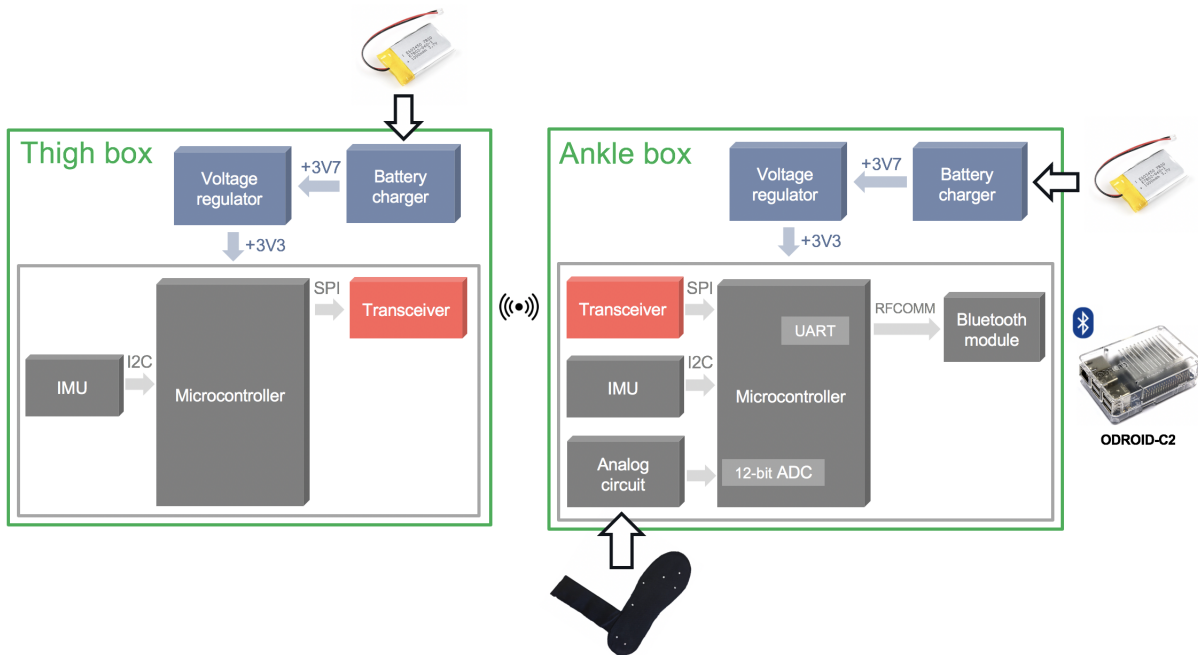 Thigh box
Voltage
regulator
+3V7
Battery
charger
+3V3
IMU
I2C
Microcontroller
SPI
Transceiver
Ankle box
Voltage
regulator
+3V7
Battery
charger
+3V3
Transceiver
SPI
UART
RFCOMM
Bluetooth
module
IMU
I2C
Microcontroller
Analog
circuit
12-bit ADC
ODROID-C2